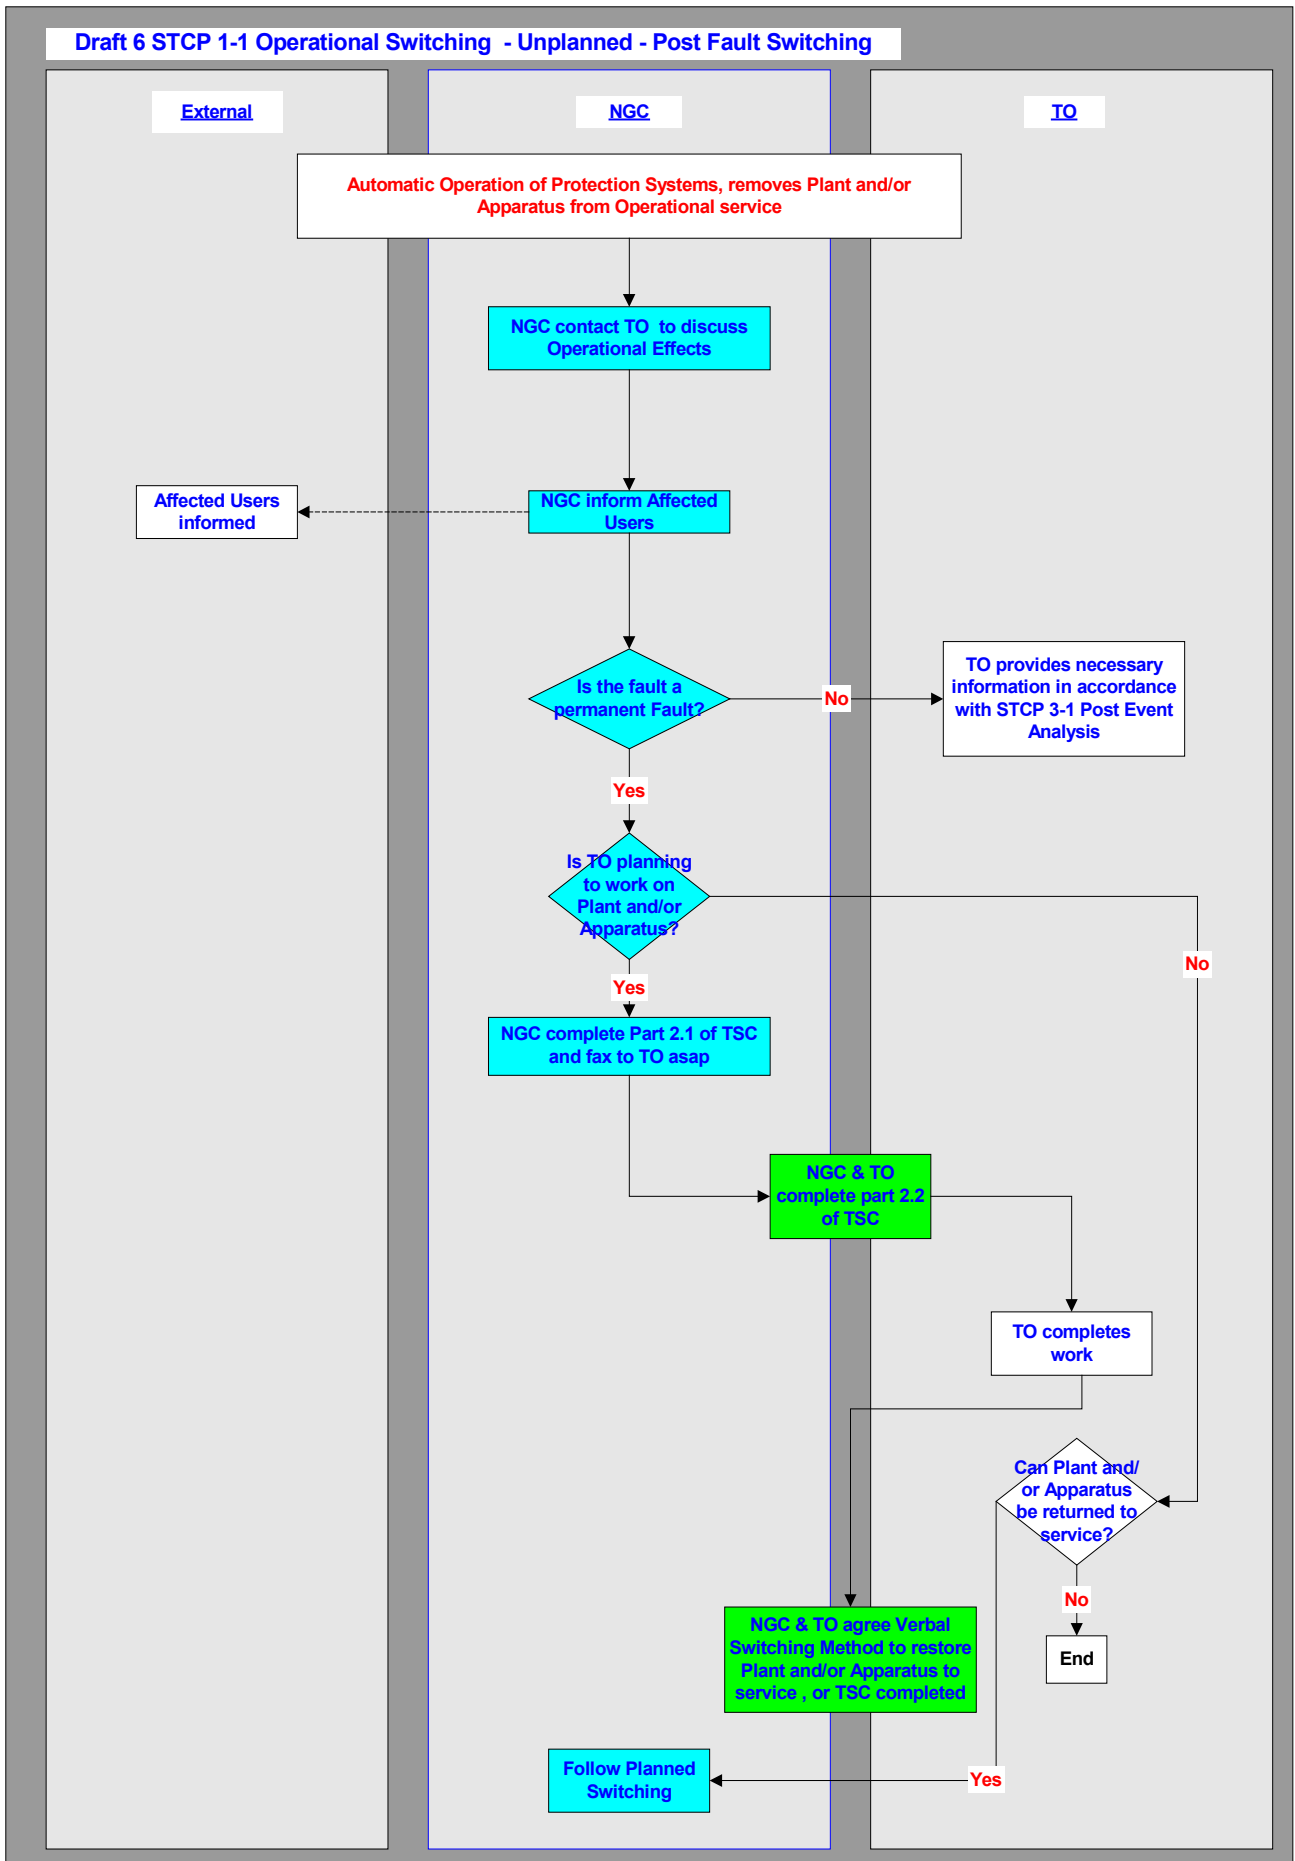 Draft 6 STCP 1-1 Operational Switching - Unplanned - Post Fault Switching
External
NGC
TO
Automatic Operation of Protection Systems, removes Plant and/or
Apparatus from Operational service
NGC contact TO to discuss
Operational Effects
Affected Users
informed
NGC inform Affected
Users
Is the fault a
permanent Fault?
No
TO provides necessary
information in accordance
with STCP 3-1 Post Event
Analysis
Yes
Is TO planning
to work on
Plant and/or
Apparatus?
No
Yes
NGC complete Part 2.1 of TSC
and fax to TO asap
NGC & TO
complete part 2.2
of TSC
TO completes
work
Can Plant and/
or Apparatus
be returned to
service?
No
End
NGC & TO agree Verbal
Switching Method to restore
Plant and/or Apparatus to
service , or TSC completed
Follow Planned
Switching
Yes